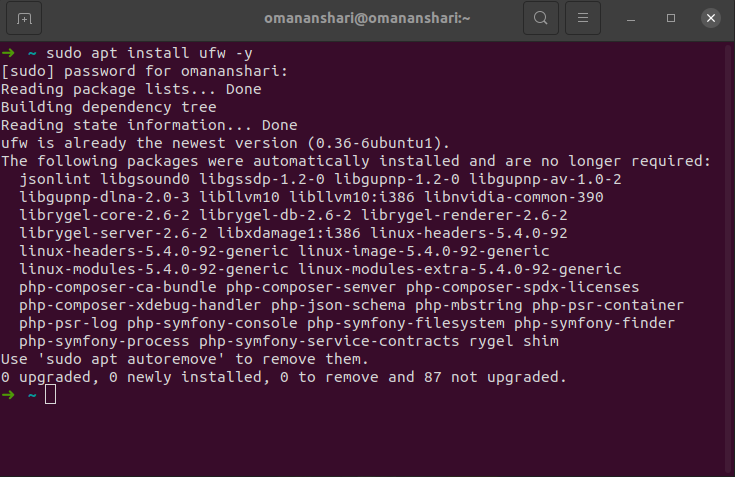 omananshari@omananshari:~
➜ ~ sudo apt install ufw -y
[sudo] password for omananshari:
Reading package lists... Done
Building dependency tree
Reading state information... Done
ufw is already the newest version (0.36-6ubuntu1).
The following packages were automatically installed and are no longer required:
  jsonlint libgsound0 libgssdp-1.2-0 libgupnp-1.2-0 libgupnp-av-1.0-2
  libgupnp-dlna-2.0-3 libllvm10 libllvm10:i386 libnvidia-common-390
  librygel-core-2.6-2 librygel-db-2.6-2 librygel-renderer-2.6-2
  librygel-server-2.6-2 libxdamage1:i386 linux-headers-5.4.0-92
  linux-headers-5.4.0-92-generic linux-image-5.4.0-92-generic
  linux-modules-5.4.0-92-generic linux-modules-extra-5.4.0-92-generic
  php-composer-ca-bundle php-composer-semver php-composer-spdx-licenses
  php-composer-xdebug-handler php-json-schema php-mbstring php-psr-container
  php-psr-log php-symfony-console php-symfony-filesystem php-symfony-finder
  php-symfony-process php-symfony-service-contracts rygel shim
Use 'sudo apt autoremove' to remove them.
0 upgraded, 0 newly installed, 0 to remove and 87 not upgraded.
➜ ~